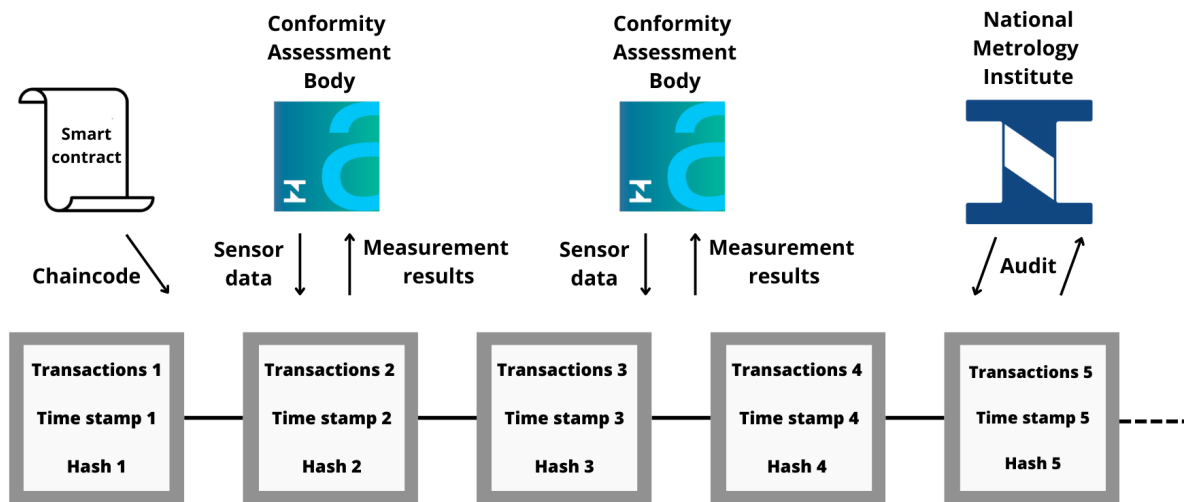 Conformity
Assessment
Body
Conformity
Assessment
Body
National
Metrology
Institute
Smart
contract
Chaincode
Sensor
data
Measurement
results
Sensor
data
Measurement
results
Audit
Transactions 1
Time stamp 1
Hash 1
Transactions 2
Time stamp 2
Hash 2
Transactions 3
Time stamp 3
Hash 3
Transactions 4
Time stamp 4
Hash 4
Transactions 5
Time stamp 5
Hash 5